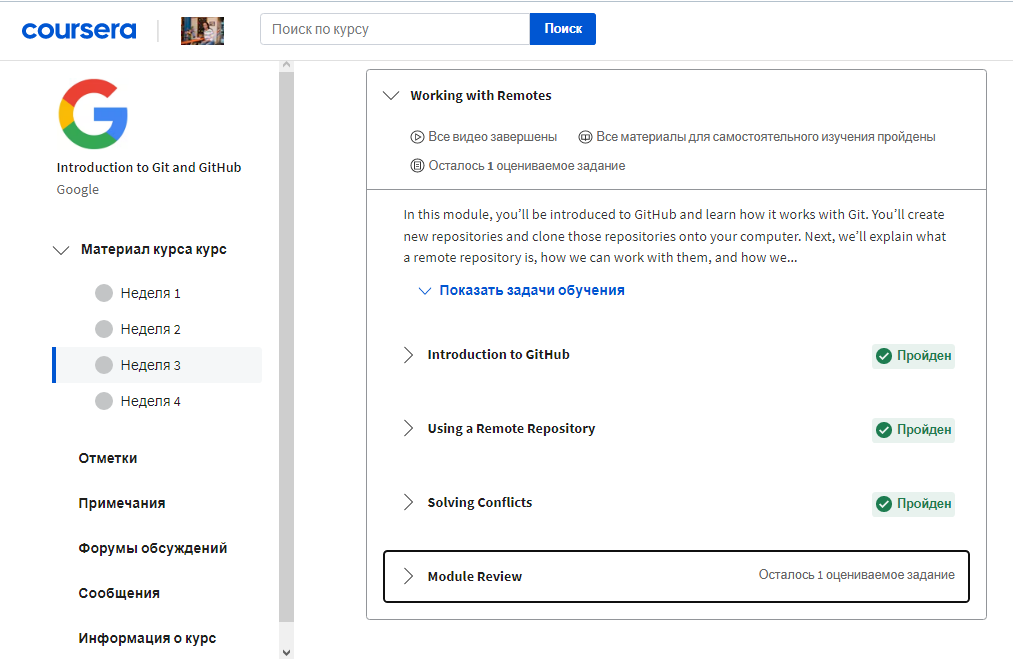 coursera
Поиск по курсу
Поиск
Introduction to Git and GitHub
Google
Материал курса курс
Неделя 1
Неделя 2
Неделя 3
Неделя 4
Отметки
Примечания
Форумы обсуждений
Сообщения
Информация о курс
Working with Remotes
Все видео завершены Все материалы для самостоятельного изучения пройдены
Осталось 1 оцениваемое задание
In this module, you’ll be introduced to GitHub and learn how it works with Git. You’ll create
new repositories and clone those repositories onto your computer. Next, we’ll explain what
a remote repository is, how we can work with them, and how we...
Показать задачи обучения
Introduction to GitHub Пройден
Using a Remote Repository Пройден
Solving Conflicts Пройден
Module Review Осталось 1 оцениваемое задание